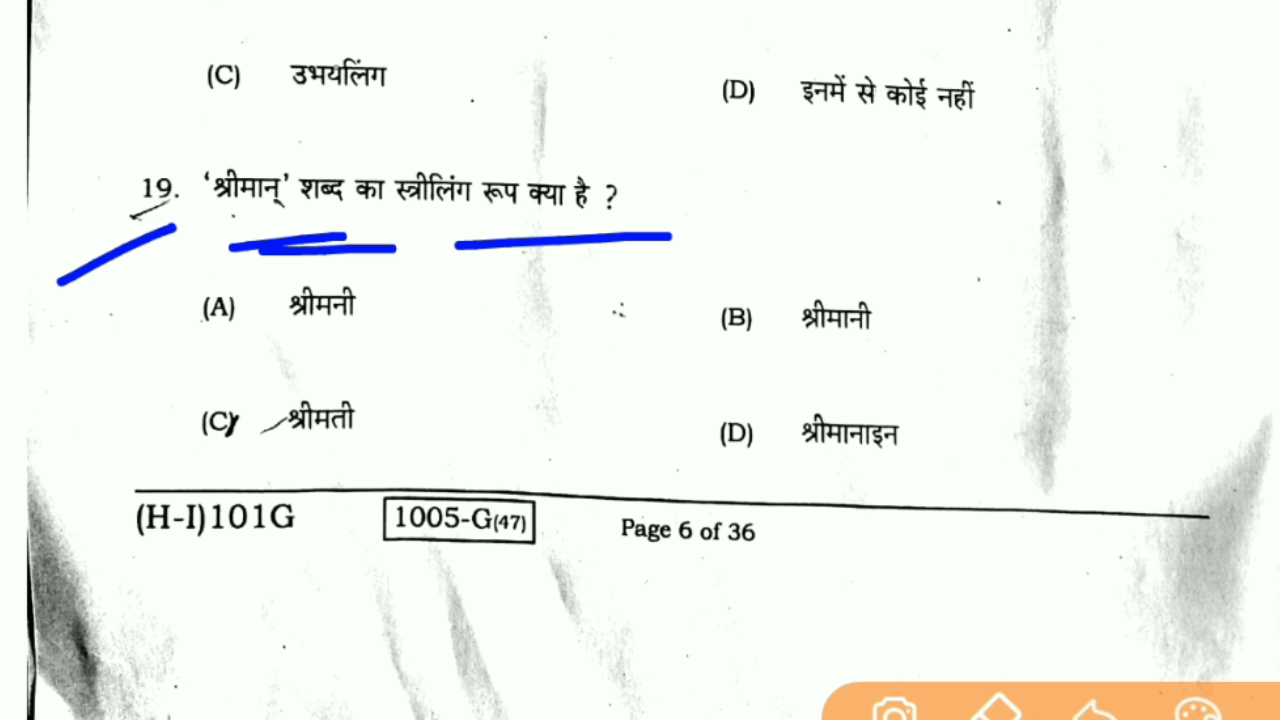 (C) उभयलिंग (D) इनमें से कोई नहीं
19. 'श्रीमान्' शब्द का स्त्रीलिंग रूप क्या है ?
(A) श्रीमनी (B) श्रीमानी
(C) श्रीमती (D) श्रीमानाइन
(H-I)101G 1005-G(47) Page 6 of 36